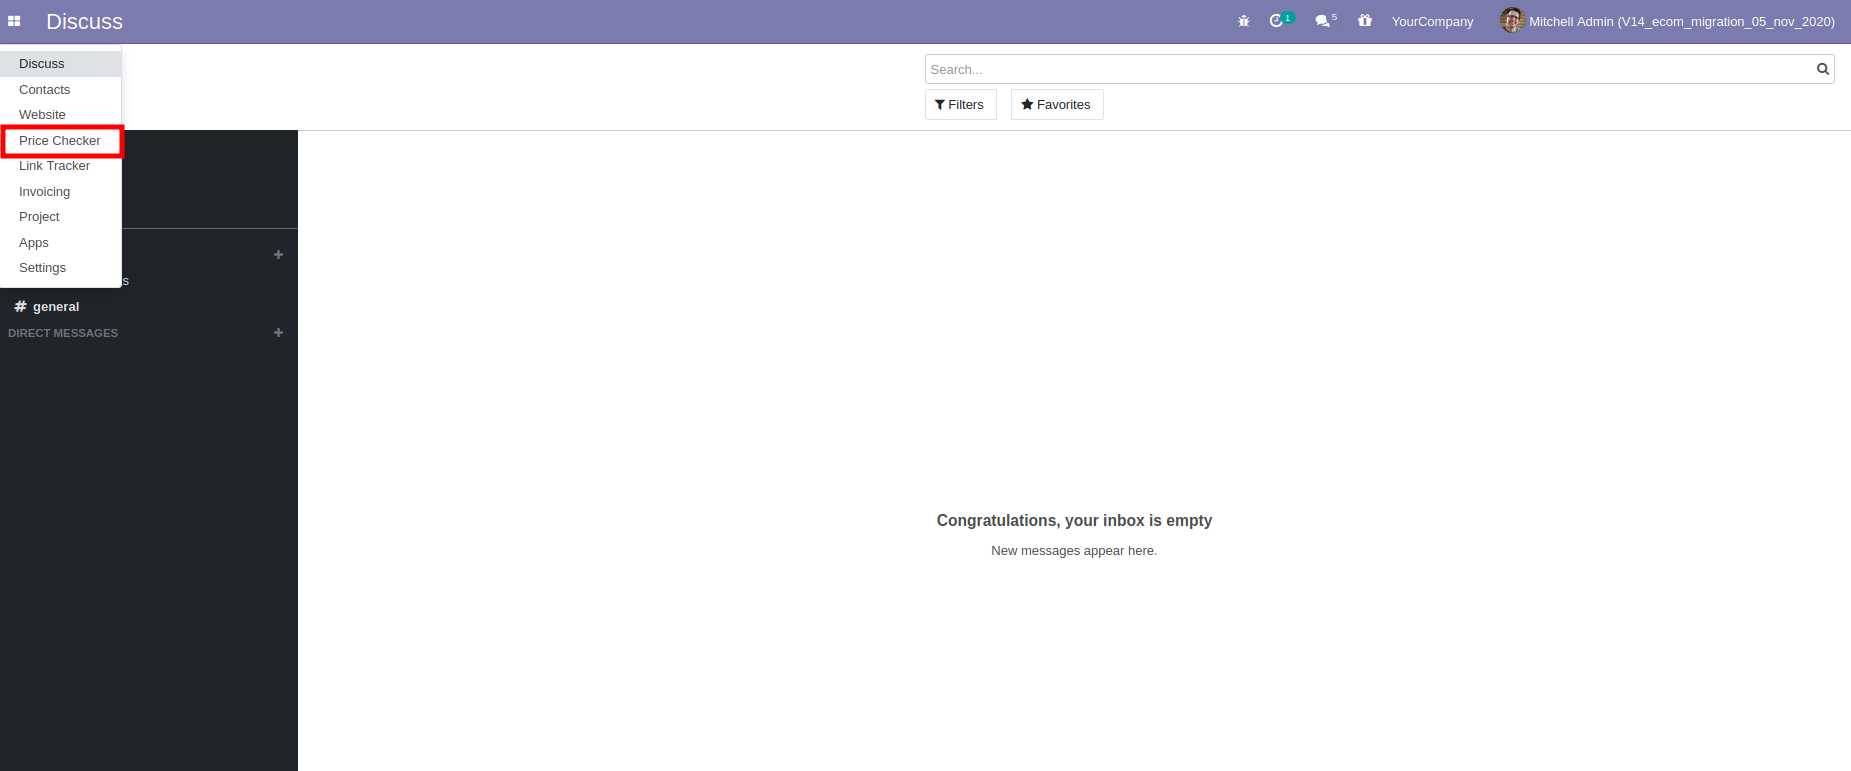 Discuss
1
5
YourCompany
Mitchell Admin (V14_ecom_migration_05_nov_2020)
Discuss
Contacts
Website
Price Checker
Link Tracker
Invoicing
Project
Apps
Settings
Search...
Filters
Favorites
s
# general
DIRECT MESSAGES
Congratulations, your inbox is empty
New messages appear here.